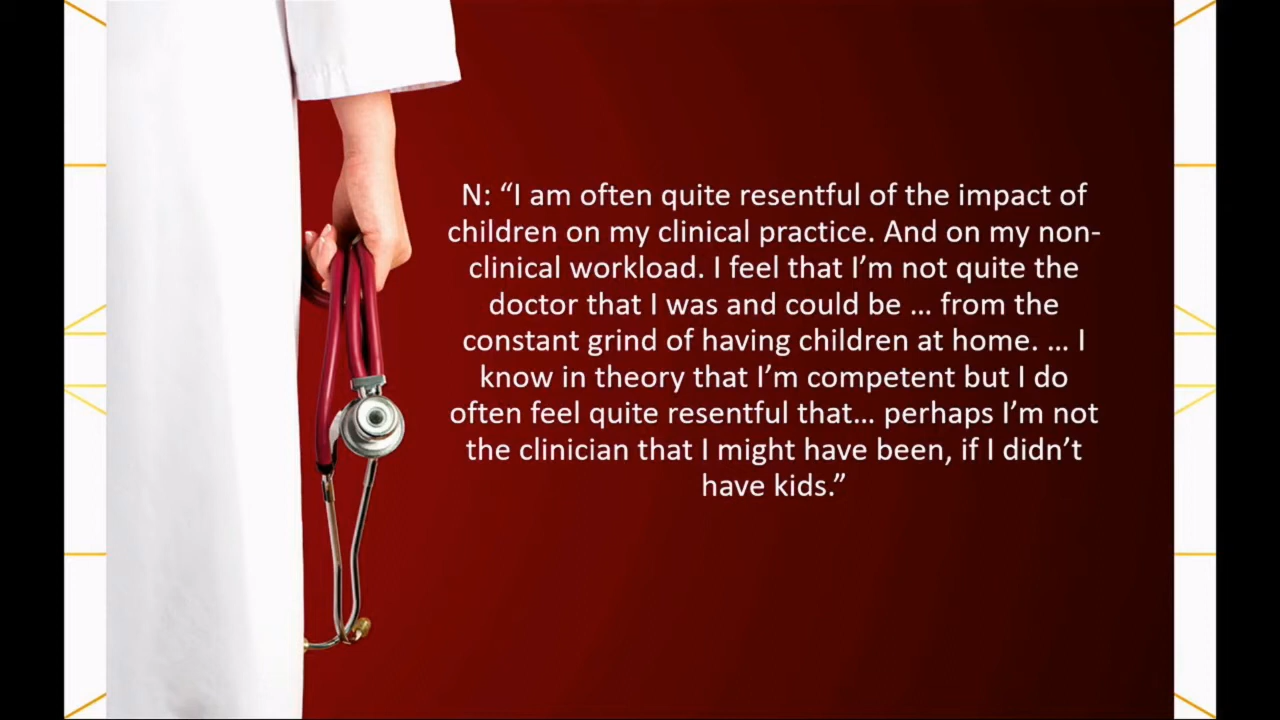 N: “I am often quite resentful of the impact of
children on my clinical practice. And on my non-
clinical workload. I feel that I’m not quite the
doctor that I was and could be … from the
constant grind of having children at home. … I
know in theory that I’m competent but I do
often feel quite resentful that… perhaps I’m not
the clinician that I might have been, if I didn’t
have kids.”